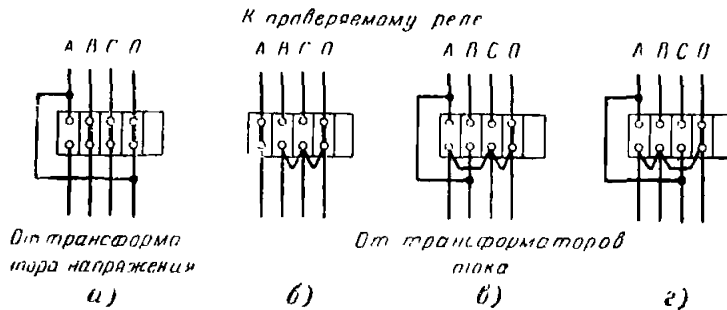 К проверяемому реле
А В С О
А В С О
А В С О
А В С О
От трансформа
тора напряжения
От трансформаторов
тока
а)
б)
в)
г)